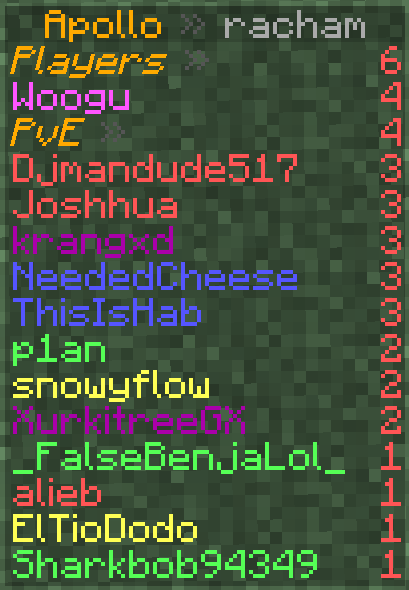 Apollo » racham
Players » 6
Woogu 4
PvE » 4
Djmandude517 3
Joshhua 3
krangxd 3
NeededCheese 3
ThisIsHab 3
plan 2
snowyflow 2
XurkitreeGX 2
_FalseBenjaLol_ 1
alieb 1
ElTioDodo 1
Sharkbob94349 1